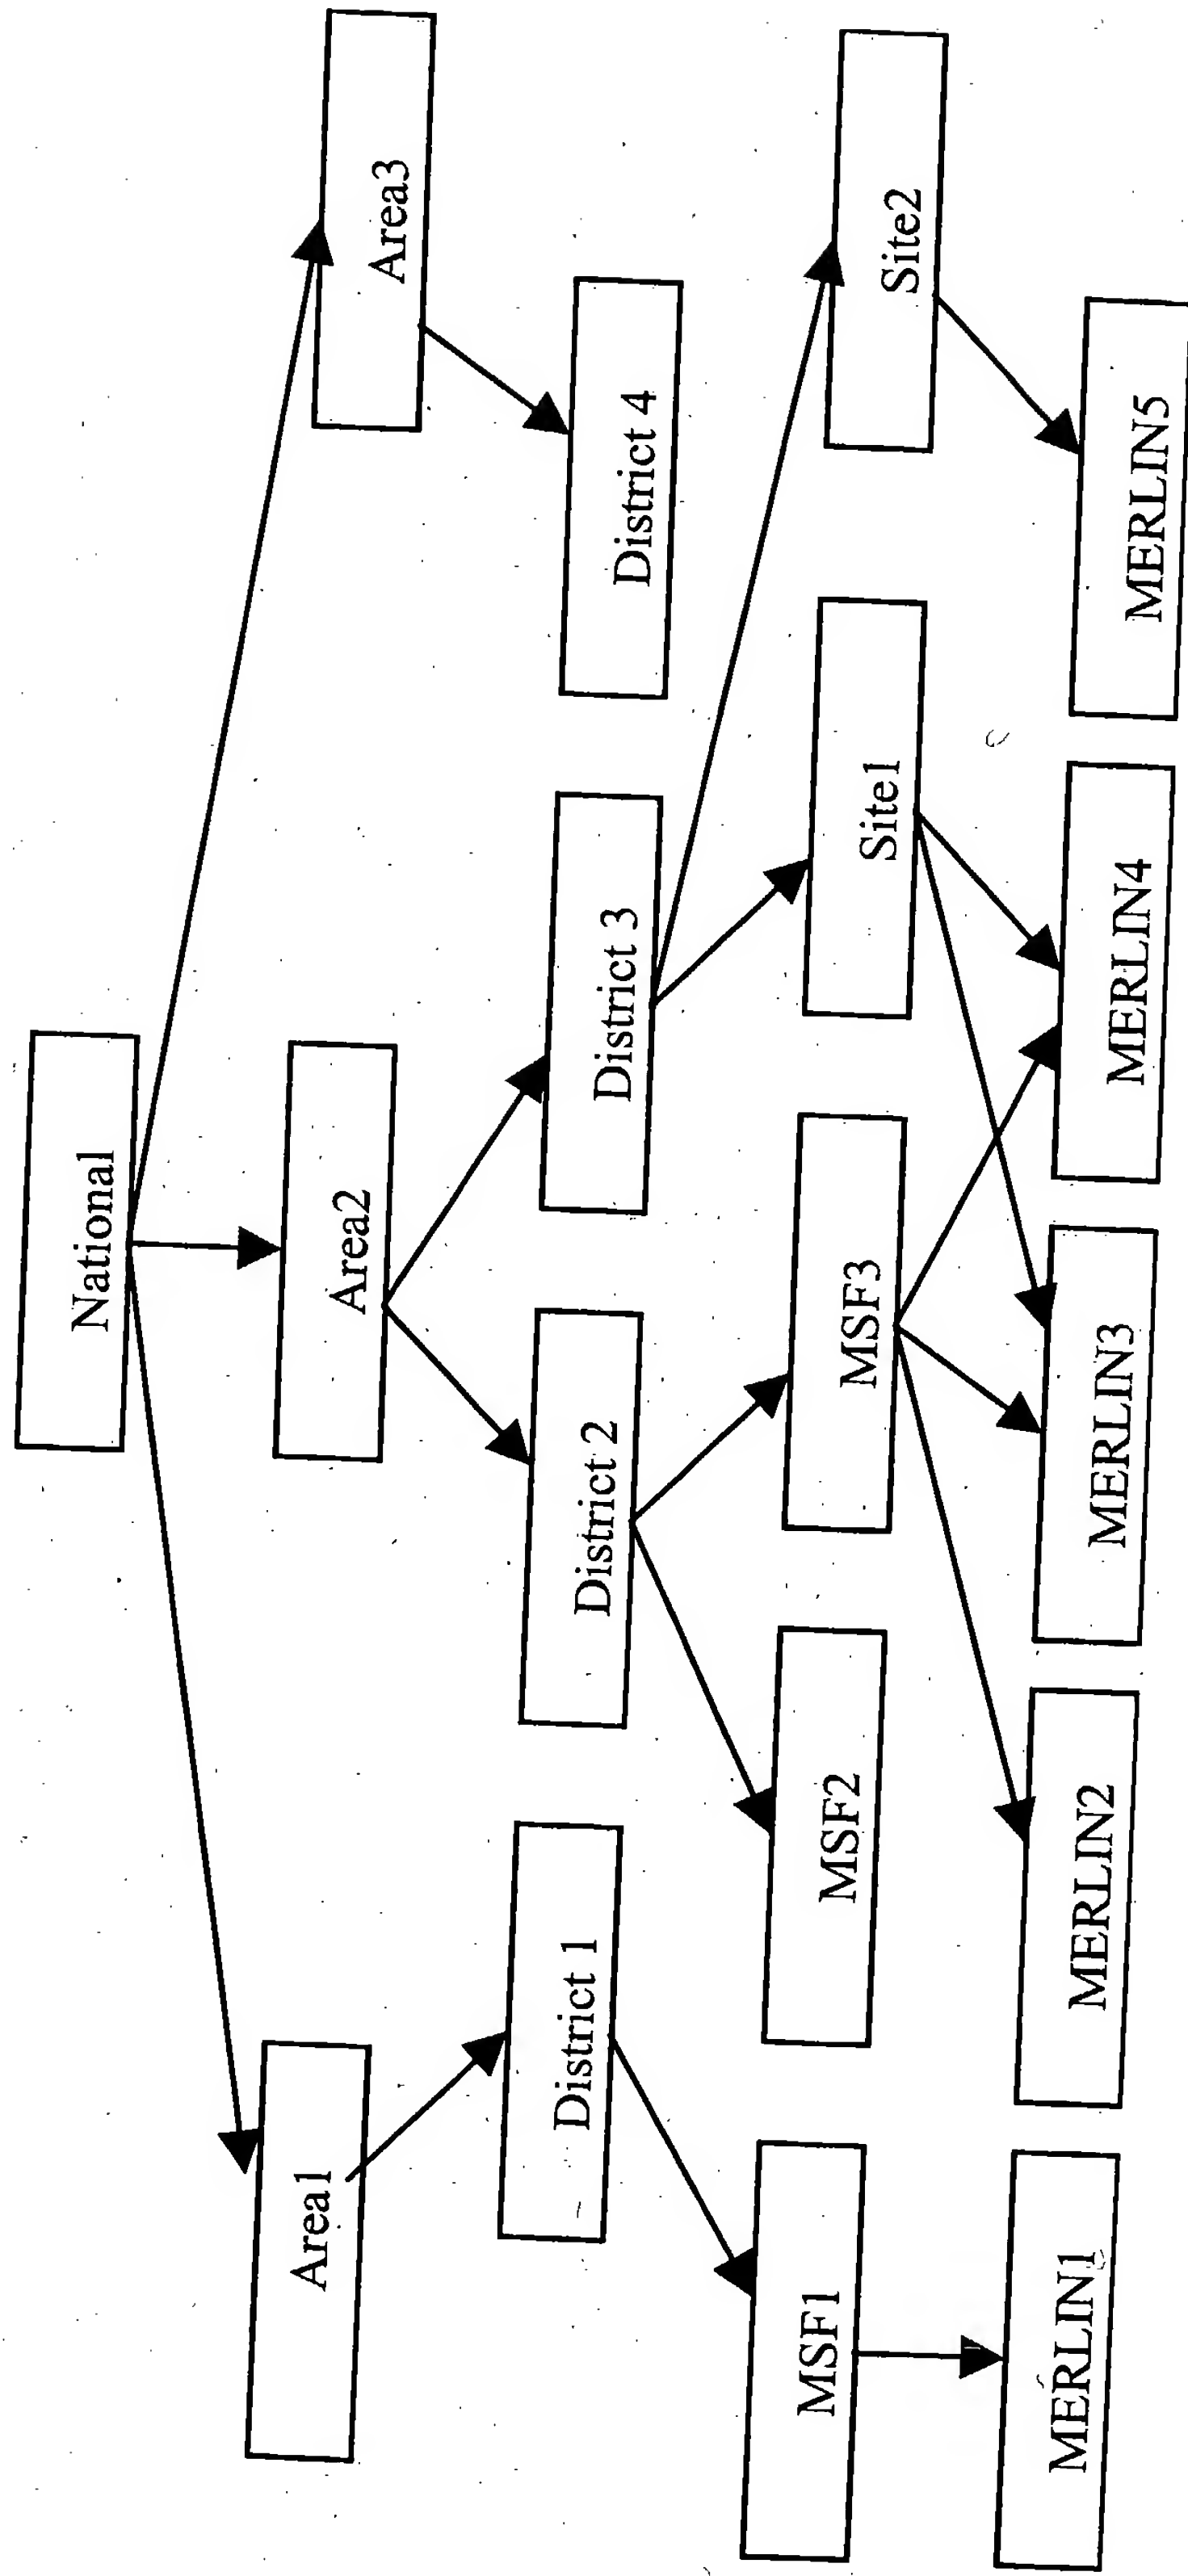 National
Area1
Area2
Area3
District 1
District 2
District 3
District 4
MSF1
MSF2
MSF3
Site1
Site2
MERLIN1
MERLIN2
MERLIN3
MERLIN4
MERLIN5